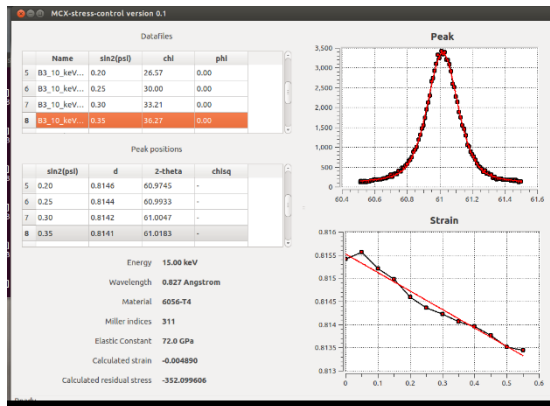 MCX-stress-control version 0.1
Datafiles
Name sin2(psi) chi phi
5 B3_10_keV... 0.20 26.57 0.00
6 B3_10_keV... 0.25 30.00 0.00
7 B3_10_keV... 0.30 33.21 0.00
8 B3_10_keV... 0.35 36.27 0.00
Peak positions
sin2(psi) d 2-theta chisq
5 0.20 0.8146 60.9745 -
6 0.25 0.8144 60.9933 -
7 0.30 0.8142 61.0047 -
8 0.35 0.8141 61.0183 -
Energy 15.00 keV
Wavelength 0.827 Angstrom
Material 6056-T4
Miller indices 311
Elastic Constant 72.0 GPa
Calculated strain -0.004890
Calculated residual stress -352.099606
Peak
3,500
3,000
2,500
2,000
1,500
1,000
500
0
60.4 60.6 60.8 61 61.2 61.4 61.6
Strain
0.816
0.8155
0.815
0.8145
0.814
0.8135
0.813
0 0.1 0.2 0.3 0.4 0.5 0.6